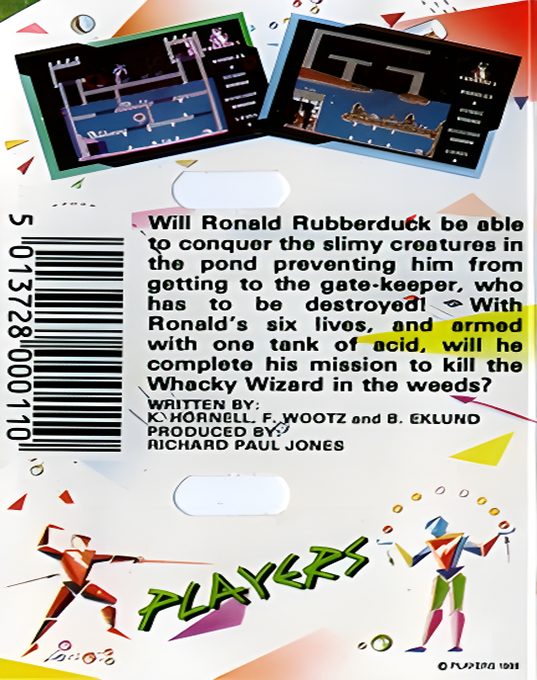 Will Ronald Rubberduck be able
to conquer the slimy creatures in
the pond preventing him from
getting to the gate-keeper, who
has to be destroyed! With
Ronald's six lives, and armed
with one tank of acid, will he
complete his mission to kill the
Whacky Wizard in the weeds?
WRITTEN BY:
K. HORNELL, F. WOOTZ and B. EKLUND
PRODUCED BY:
RICHARD PAUL JONES
5 013728 000110
PLAYERS
© PLAYERS